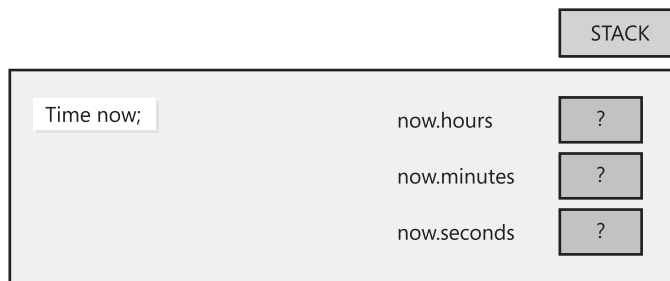 STACK
Time now;
now.hours ?
now.minutes ?
now.seconds ?